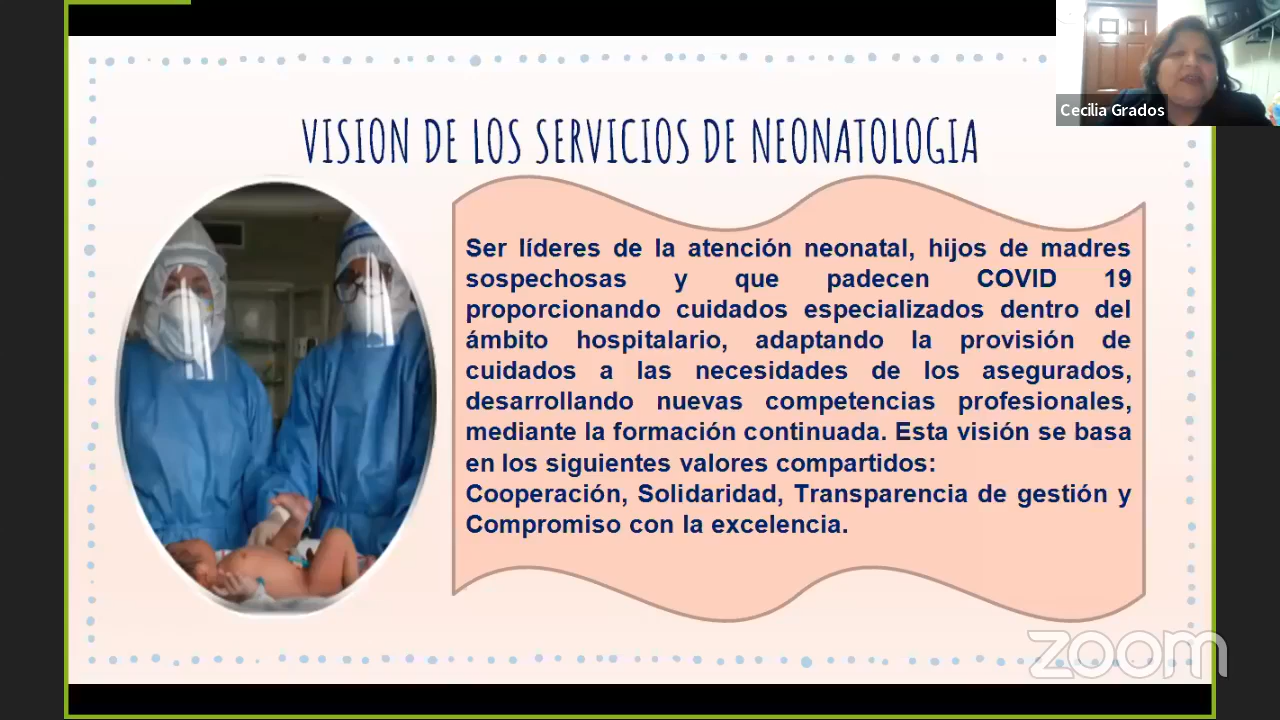 Cecilia Grados
VISION DE LOS SERVICIOS DE NEONATOLOGIA
Ser líderes de la atención neonatal, hijos de madres
sospechosas y que padecen COVID 19
proporcionando cuidados especializados dentro del
ámbito hospitalario, adaptando la provisión de
cuidados a las necesidades de los asegurados,
desarrollando nuevas competencias profesionales,
mediante la formación continuada. Esta visión se basa
en los siguientes valores compartidos:
Cooperación, Solidaridad, Transparencia de gestión y
Compromiso con la excelencia.
zoom